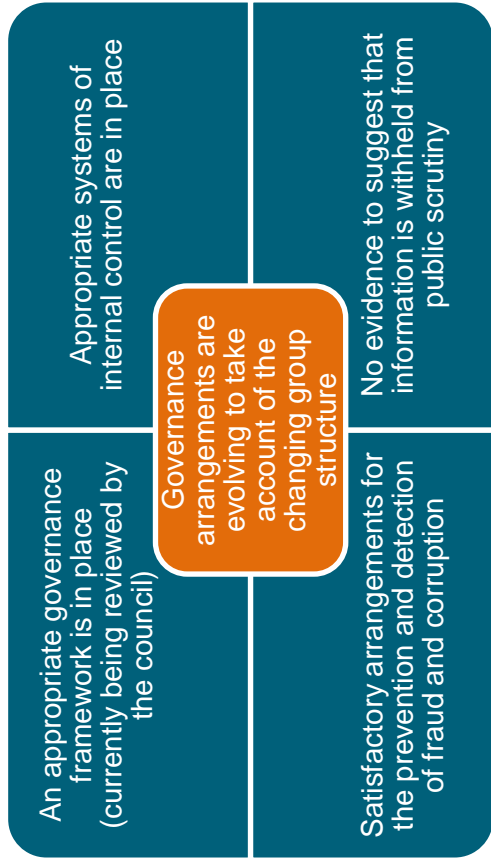 An appropriate governance
framework is in place
(currently being reviewed by
the council)
Appropriate systems of
internal control are in place
Governance
arrangements are
evolving to take
account of the
changing group
structure
Satisfactory arrangements for
the prevention and detection
of fraud and corruption
No evidence to suggest that
information is withheld from
public scrutiny